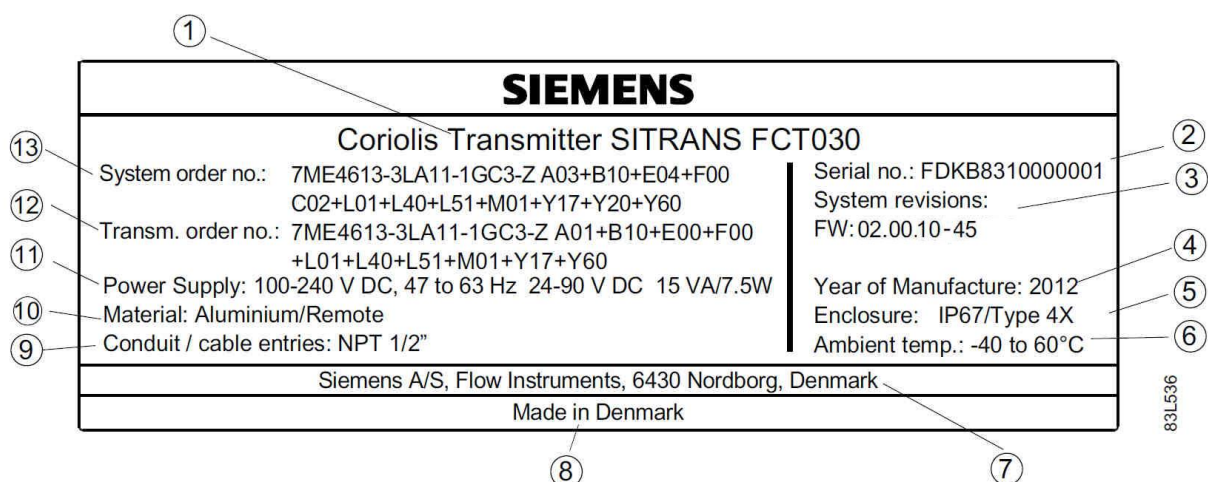 ①
SIEMENS
Coriolis Transmitter SITRANS FCT030
⑬
System order no.: 7ME4613-3LA11-1GC3-Z A03+B10+E04+F00
C02+L01+L40+L51+M01+Y17+Y20+Y60
⑫
Transm. order no.: 7ME4613-3LA11-1GC3-Z A01+B10+E00+F00
+L01+L40+L51+M01+Y17+Y60
⑪
Power Supply: 100-240 V DC, 47 to 63 Hz 24-90 V DC 15 VA/7.5W
⑩
Material: Aluminium/Remote
⑨
Conduit / cable entries: NPT 1/2”
②
Serial no.: FDKB8310000001
③
System revisions:
FW: 02.00.10-45
④
Year of Manufacture: 2012
⑤
Enclosure: IP67/Type 4X
⑥
Ambient temp.: -40 to 60°C
Siemens A/S, Flow Instruments, 6430 Nordborg, Denmark
Made in Denmark
⑧
⑦
83L536